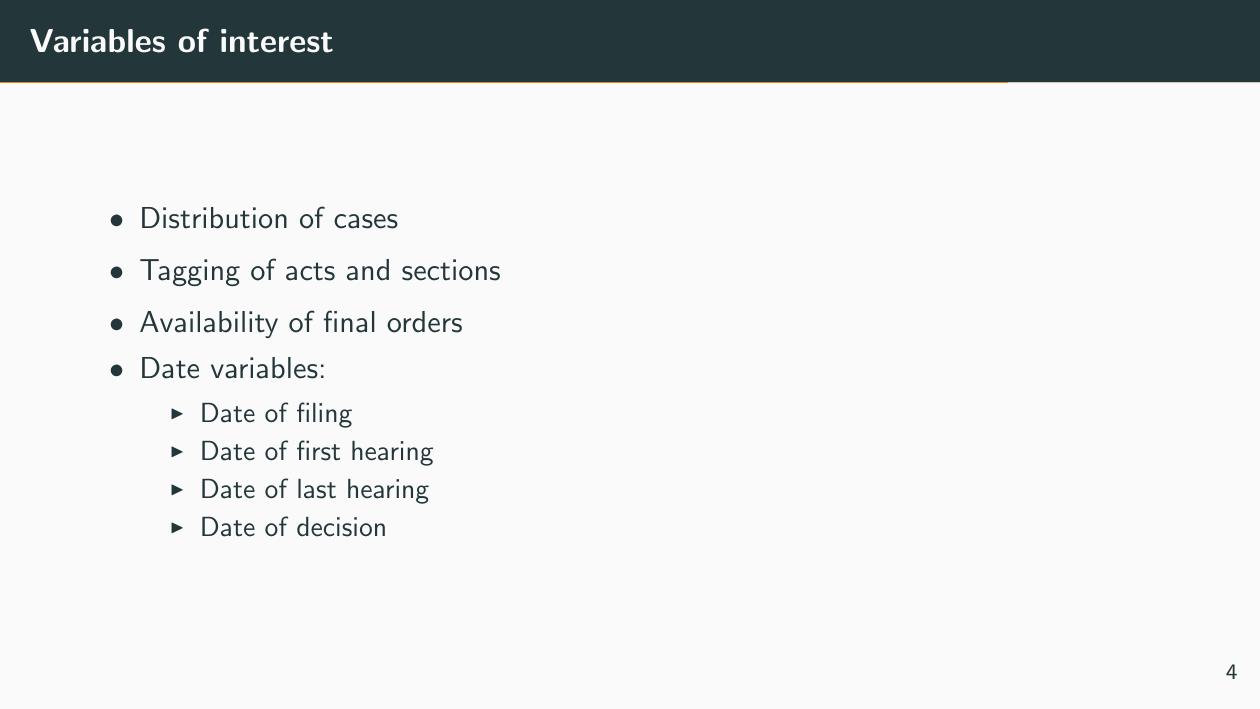 Variables of interest
• Distribution of cases
• Tagging of acts and sections
• Availability of final orders
• Date variables:
▶ Date of filing
▶ Date of first hearing
▶ Date of last hearing
▶ Date of decision
4